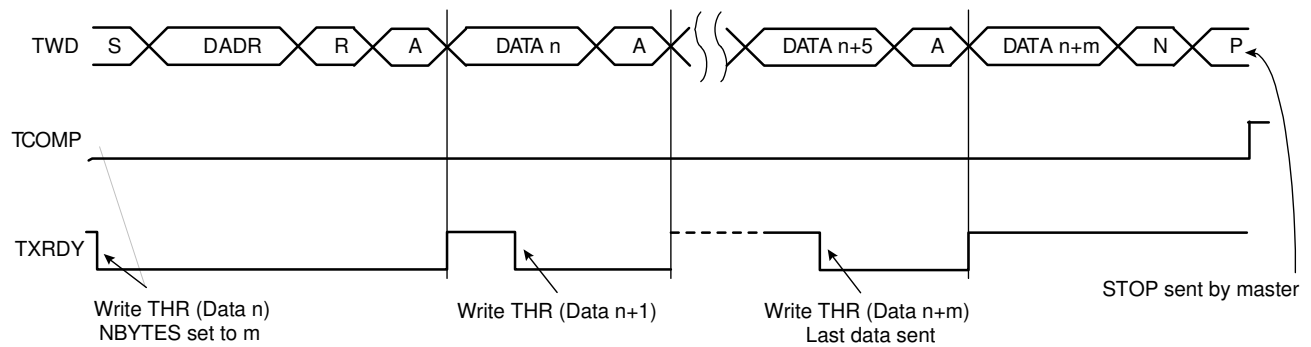 TWD S DADR R A DATA n A DATA n+5 A DATA n+m N P
TCOMP
TXRDY
Write THR (Data n)
NBYTES set to m
Write THR (Data n+1)
Write THR (Data n+m)
Last data sent
STOP sent by master